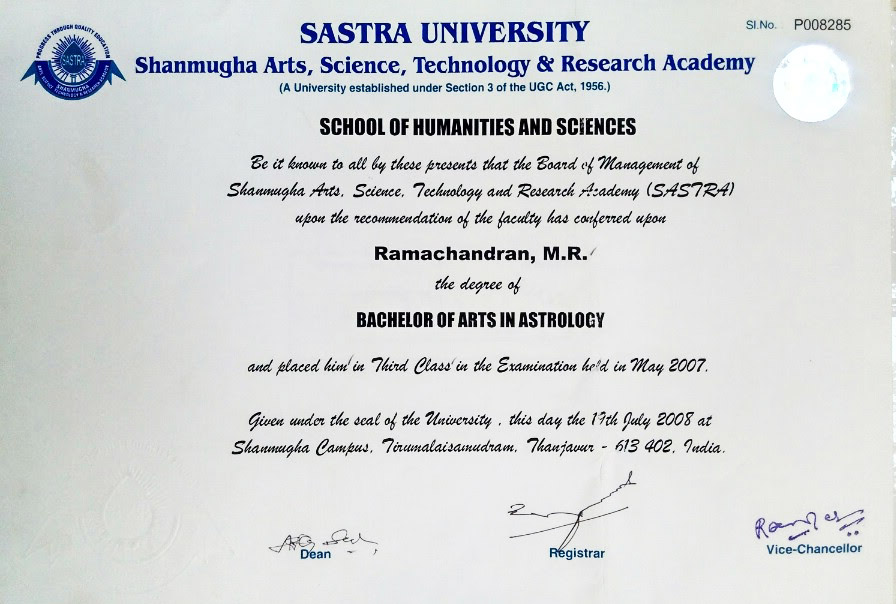 SASTRA UNIVERSITY
Shanmugha Arts, Science, Technology & Research Academy
(A University established under Section 3 of the UGC Act, 1956.)
Sl.No. P008285
PROGRESS THROUGH QUALITY EDUCATION
SASTRA
SHANMUGHA
SCHOOL OF HUMANITIES AND SCIENCES
Be it known to all by these presents that the Board of Management of
Shanmugha Arts, Science, Technology and Research Academy (SASTRA)
upon the recommendation of the faculty has conferred upon
Ramachandran, M.R.
the degree of
BACHELOR OF ARTS IN ASTROLOGY
and placed him in Third Class in the Examination held in May 2007.
Given under the seal of the University , this day the 19th July 2008 at
Shanmugha Campus, Tirumalaisamudram, Thanjavur - 613 402, India.
Dean
Registrar
Vice-Chancellor